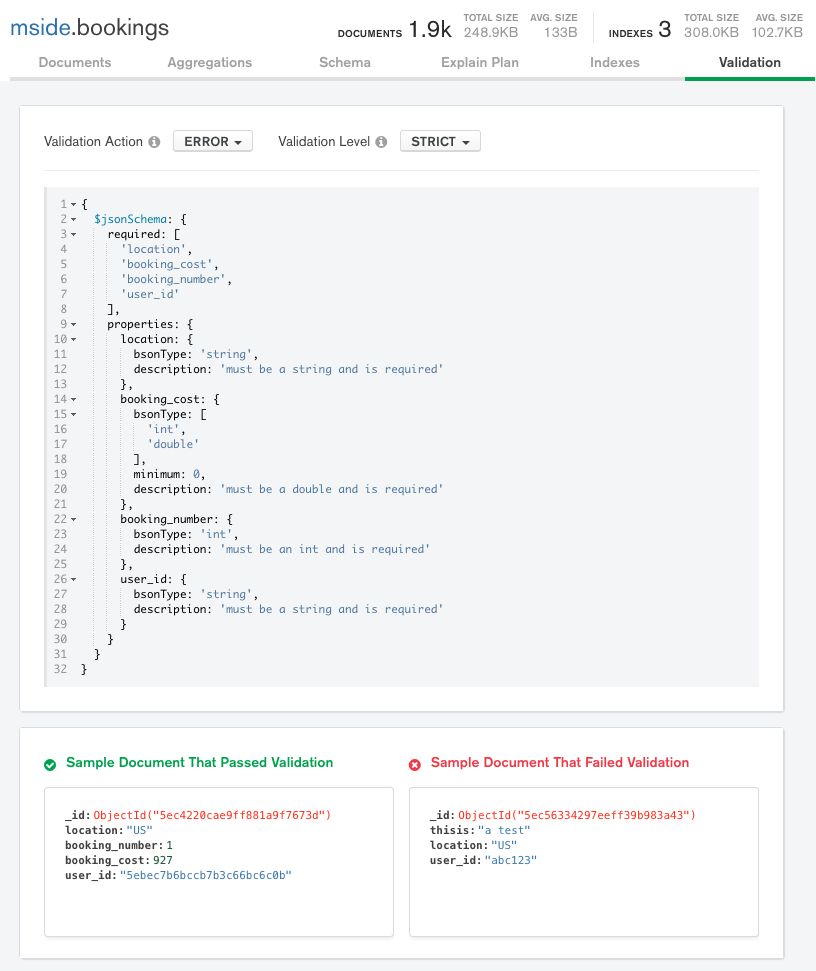 mside.bookings
DOCUMENTS 1.9k TOTAL SIZE 248.9KB AVG. SIZE 133B INDEXES 3 TOTAL SIZE 308.0KB AVG. SIZE 102.7KB
Documents Aggregations Schema Explain Plan Indexes Validation
Validation Action ERROR Validation Level STRICT
1 {
2 $jsonSchema: {
3 required: [
4 'location',
5 'booking_cost',
6 'booking_number',
7 'user_id'
8 ],
9 properties: {
10 location: {
11 bsonType: 'string',
12 description: 'must be a string and is required'
13 },
14 booking_cost: {
15 bsonType: [
16 'int',
17 'double'
18 ],
19 minimum: 0,
20 description: 'must be a double and is required'
21 },
22 booking_number: {
23 bsonType: 'int',
24 description: 'must be an int and is required'
25 },
26 user_id: {
27 bsonType: 'string',
28 description: 'must be a string and is required'
29 }
30 }
31 }
32 }
Sample Document That Passed Validation
_id:ObjectId("5ec4220cae9ff881a9f7673d")
location:"US"
booking_number:1
booking_cost:927
user_id:"5ebec7b6bccb7b3c66bc6c0b"
Sample Document That Failed Validation
_id:ObjectId("5ec56334297eeff39b983a43")
thisis:"a test"
location:"US"
user_id:"abc123"